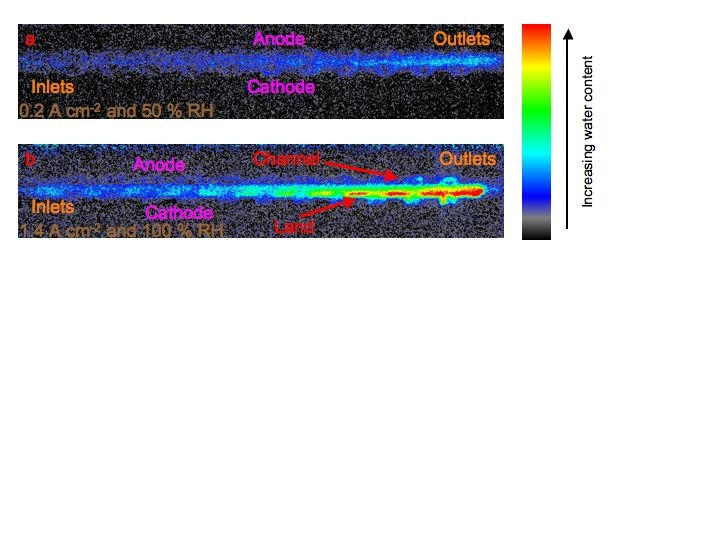 a Anode Outlets
Inlets Cathode
0.2 A cm-2 and 50 % RH
b Anode Channel Outlets
Inlets Cathode Land
1.4 A cm-2 and 100 % RH
Increasing water content